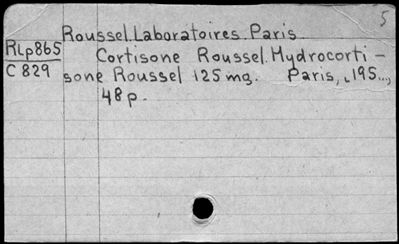 5
Roussel. Laboratoires. Paris.
RLp865 Cortisone Roussel. Hydrocorti-
C 829 sone Roussel 125 mg. Paris, ˻195...,
48 p.